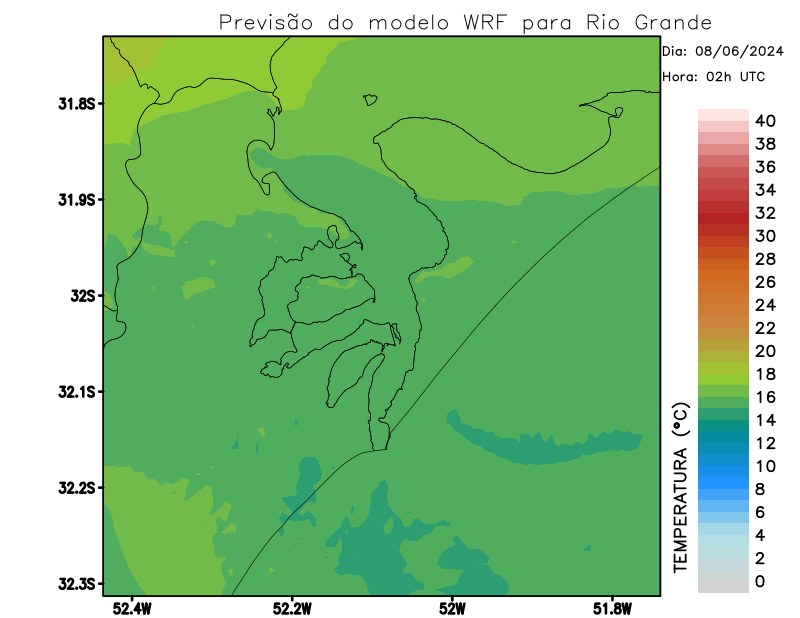 Previsão do modelo WRF para Rio Grande
Dia: 08/06/2024
Hora: 02h UTC
31.8S
31.9S
32S
32.1S
32.2S
32.3S
52.4W
52.2W
52W
51.8W
TEMPERATURA (°C)
40
38
36
34
32
30
28
26
24
22
20
18
16
14
12
10
8
6
4
2
0